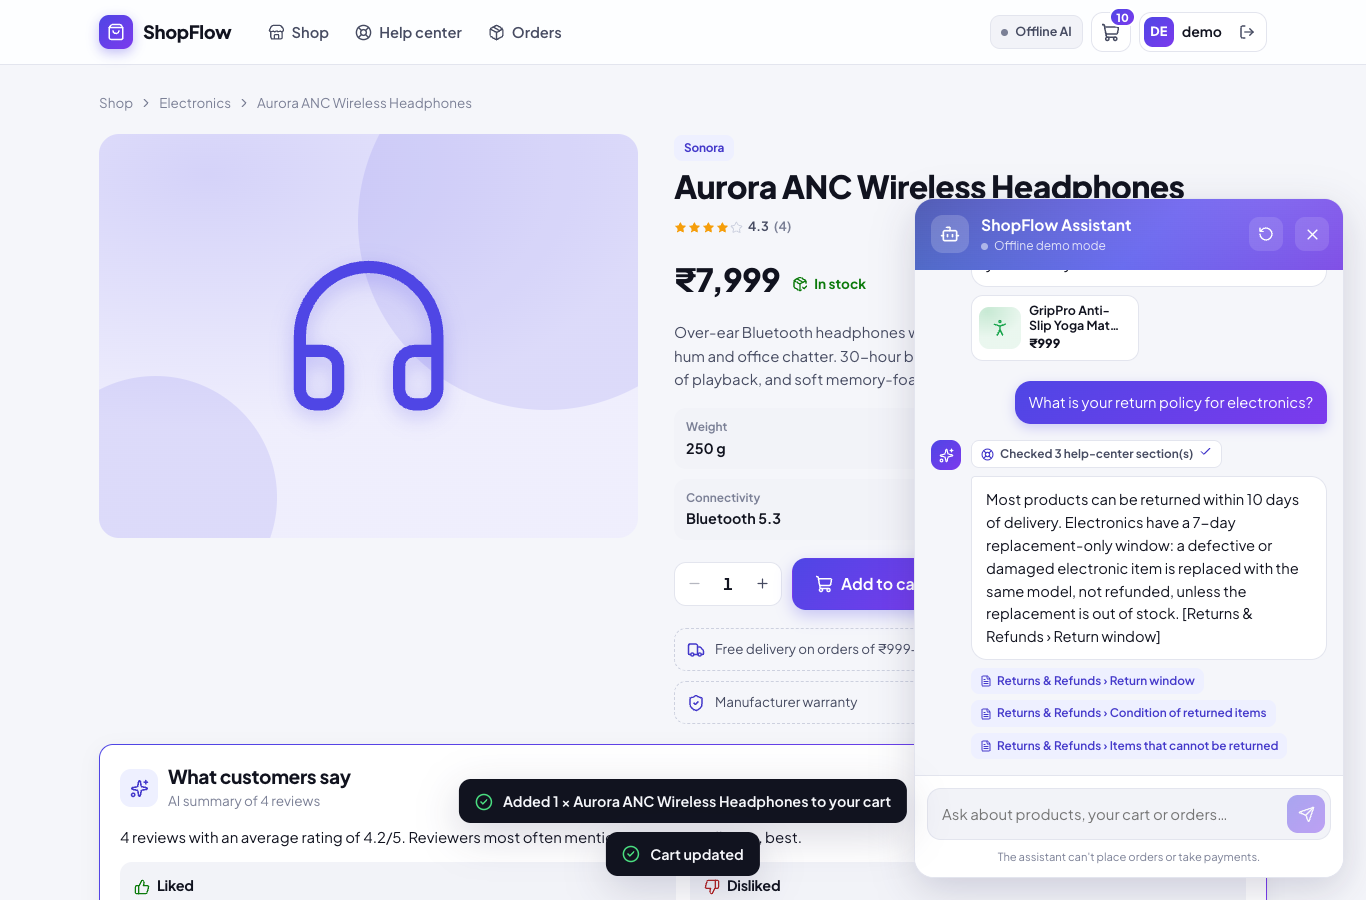 ShopFlow
Shop
Help center
Orders
Offline AI
10
DE
demo
Shop > Electronics > Aurora ANC Wireless Headphones
Sonora
Aurora ANC Wireless Headphones
4.3 (4)
₹7,999
In stock
Over-ear Bluetooth headphones
hum and office chatter. 30-hour
of playback, and soft
Weight
250 g
Connectivity
Bluetooth 5.3
1
Add to
Free delivery on orders of ₹999
Manufacturer warranty
What customers say
AI summary of 4 reviews
4 reviews with an average rating of 4.2/5. Reviewers most often
best.
Liked
Disliked
Added 1 × Aurora ANC Wireless Headphones to your cart
Cart updated
ShopFlow Assistant
Offline demo mode
GripPro Anti-
Slip Yoga Mat...
₹999
What is your return policy for electronics?
Checked 3 help-center section(s)
Most products can be returned within 10 days
of delivery. Electronics have a 7-day
replacement-only window: a defective or
damaged electronic item is replaced with the
same model, not refunded, unless the
replacement is out of stock. [Returns &
Refunds › Return window]
Returns & Refunds › Return window
Returns & Refunds › Condition of returned items
Returns & Refunds › Items that cannot be returned
Ask about products, your cart or orders...
The assistant can't place orders or take payments.